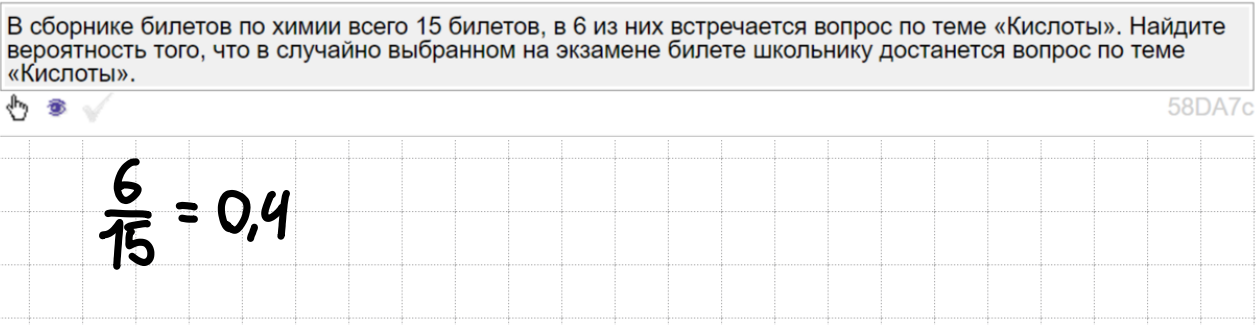 В сборнике билетов по химии всего 15 билетов, в 6 из них встречается вопрос по теме «Кислоты». Найдите
вероятность того, что в случайно выбранном на экзамене билете школьнику достанется вопрос по теме
«Кислоты».
58DA7c
6/15 = 0,4